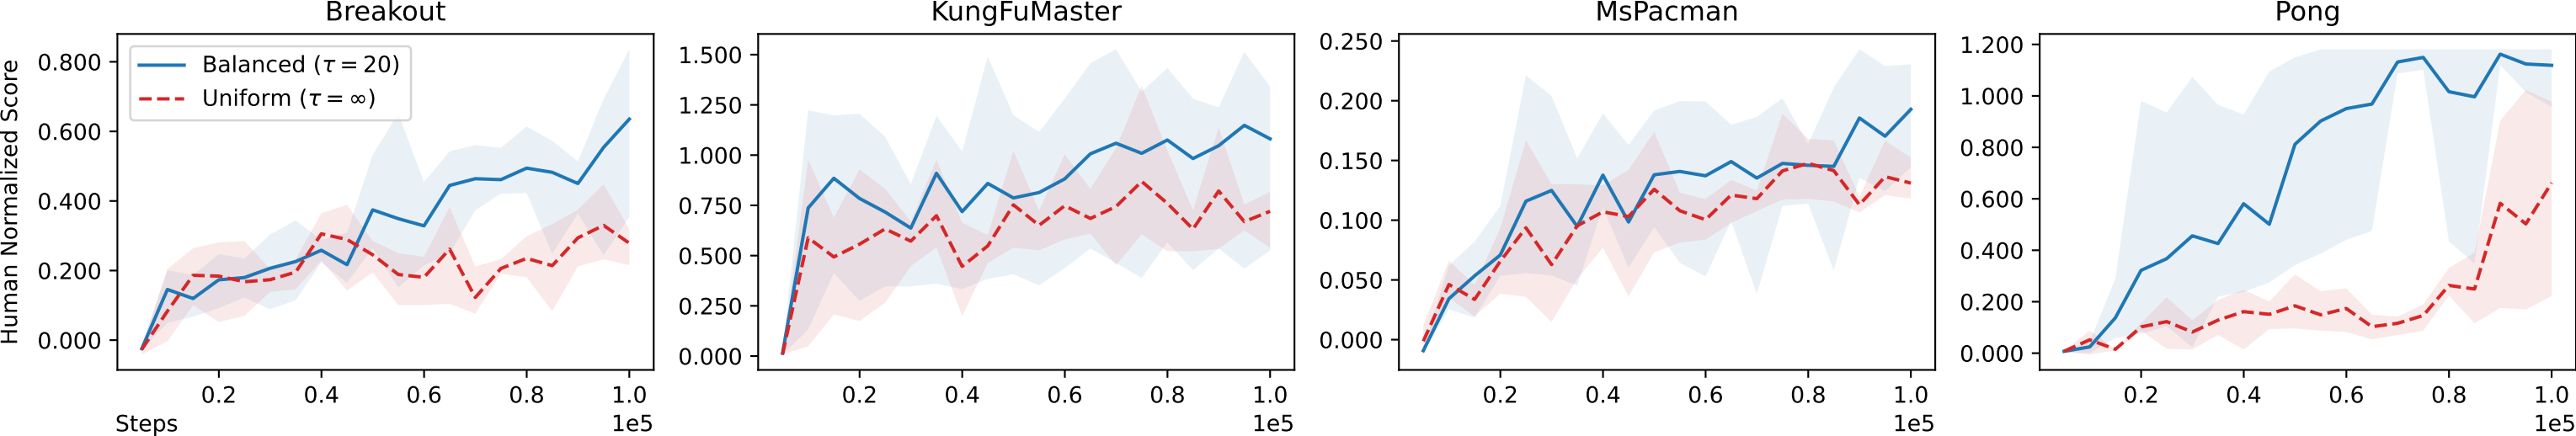 Breakout
KungFuMaster
MsPacman
Pong
Human Normalized Score
Balanced (τ = 20)
Uniform (τ = ∞)
0.800
0.600
0.400
0.200
0.000
0.2 0.4 0.6 0.8 1.0
Steps
1e5
1.500
1.250
1.000
0.750
0.500
0.250
0.000
0.2 0.4 0.6 0.8 1.0
1e5
0.250
0.200
0.150
0.100
0.050
0.000
0.2 0.4 0.6 0.8 1.0
1e5
1.200
1.000
0.800
0.600
0.400
0.200
0.000
0.2 0.4 0.6 0.8 1.0
1e5